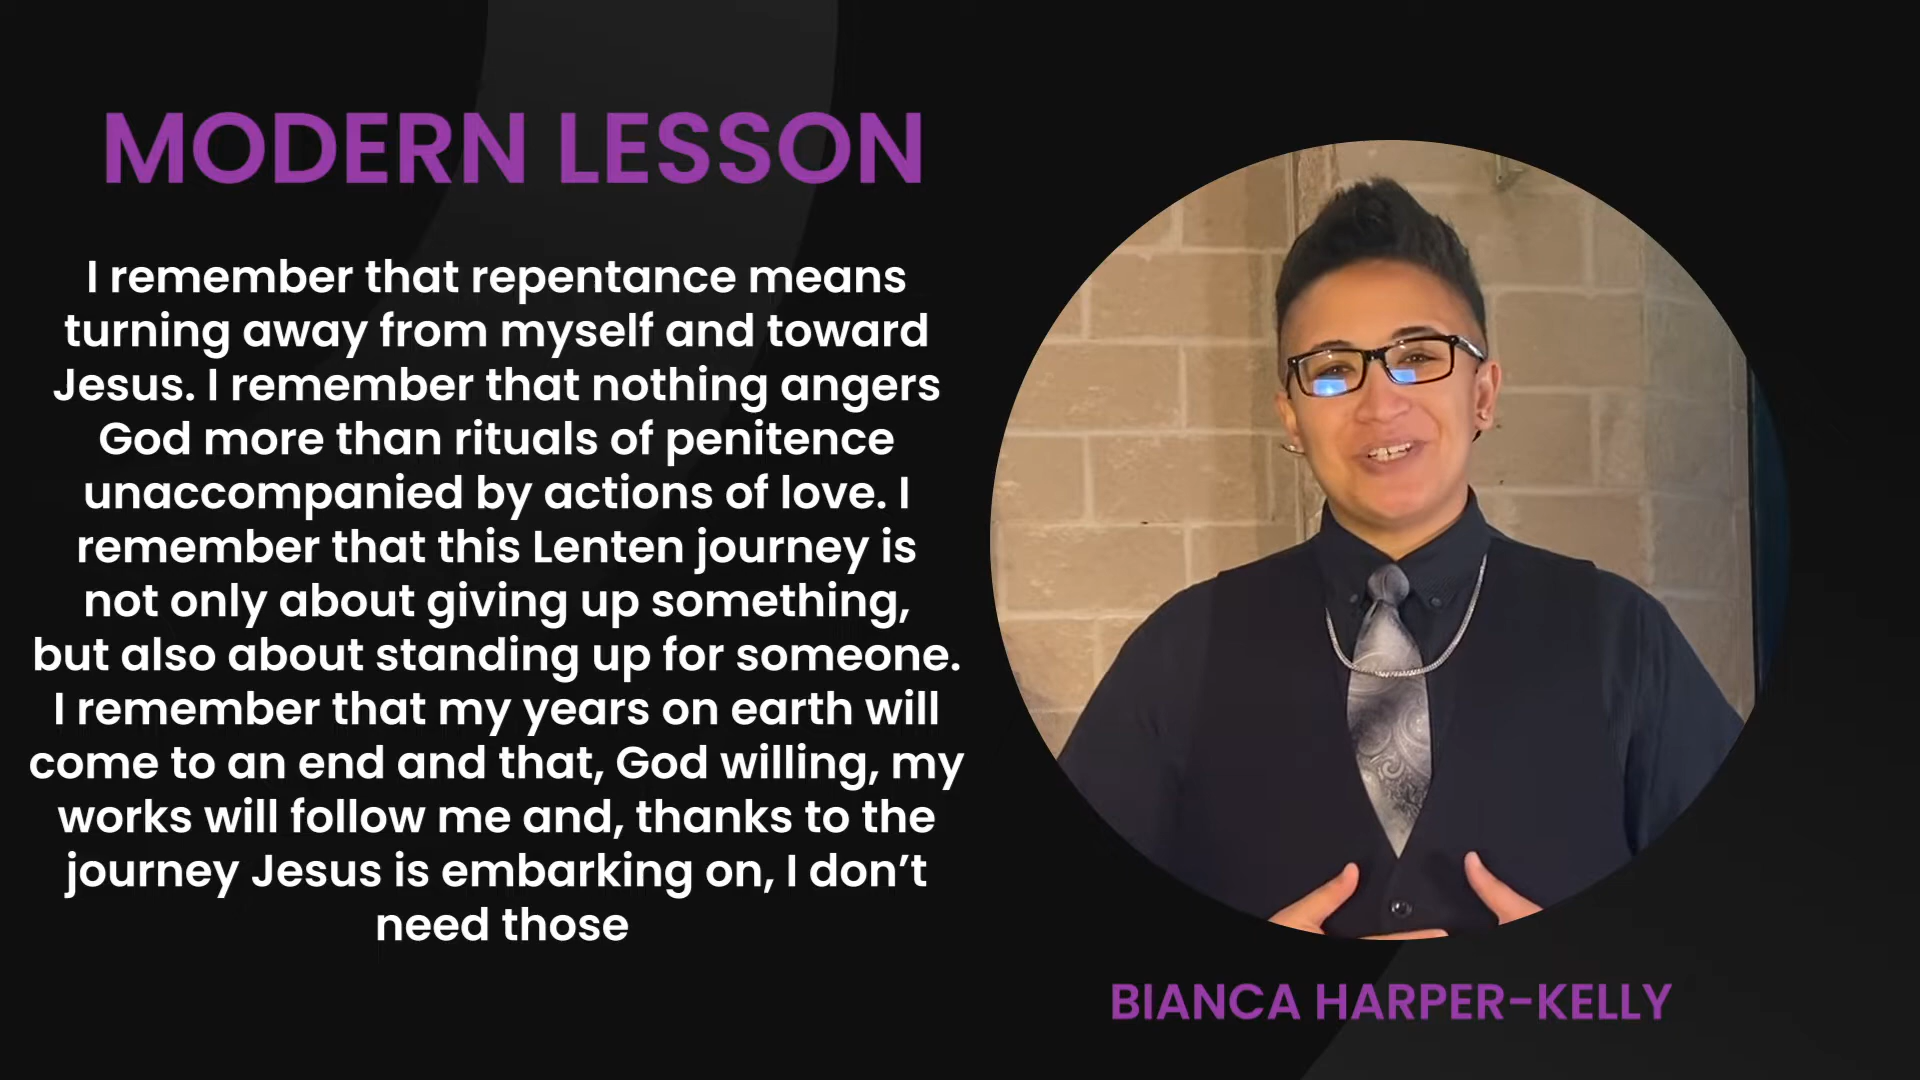 MODERN LESSON
I remember that repentance means
turning away from myself and toward
Jesus. I remember that nothing angers
God more than rituals of penitence
unaccompanied by actions of love. I
remember that this Lenten journey is
not only about giving up something,
but also about standing up for someone.
I remember that my years on earth will
come to an end and that, God willing, my
works will follow me and, thanks to the
journey Jesus is embarking on, I don’t
need those
BIANCA HARPER-KELLY